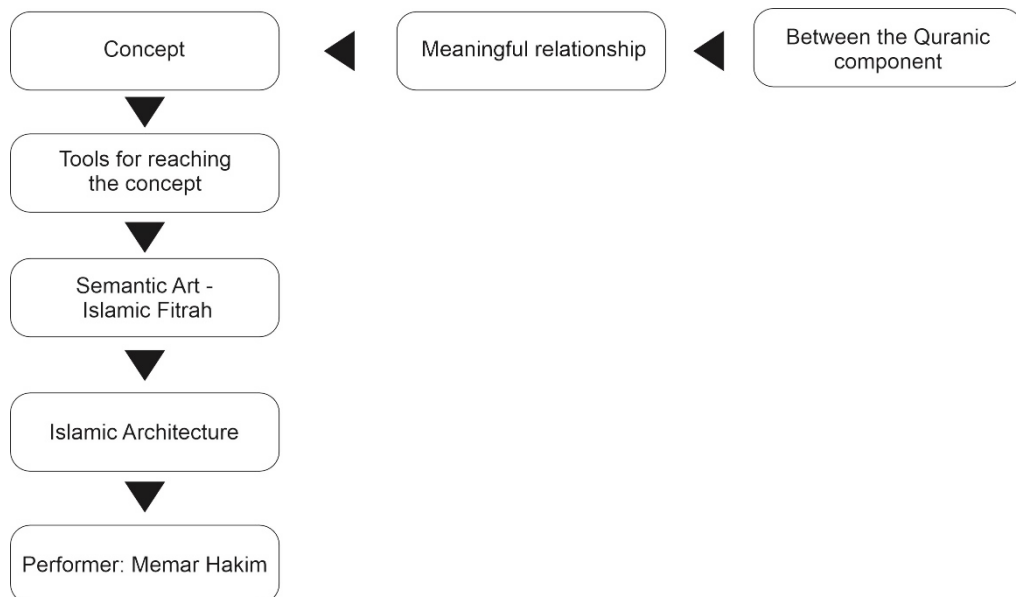 Concept
Meaningful relationship
Between the Quranic
component
Tools for reaching
the concept
Semantic Art -
Islamic Fitrah
Islamic Architecture
Performer: Memar Hakim